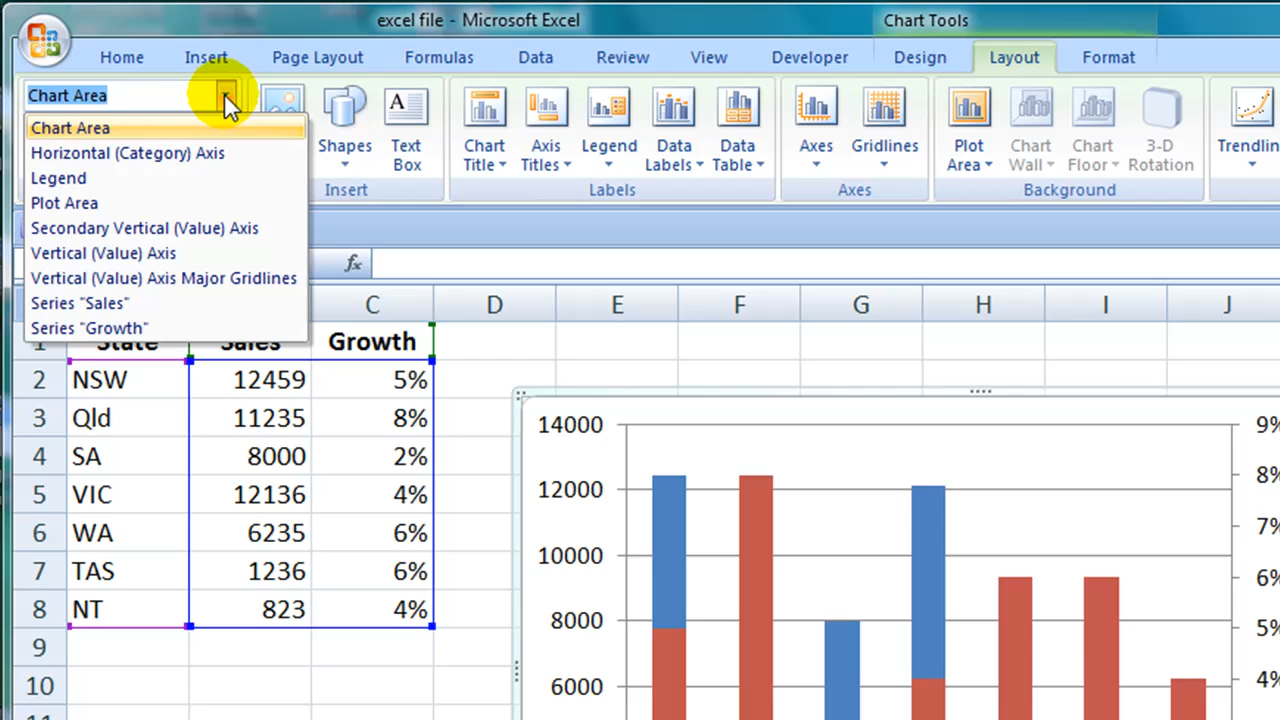 excel file - Microsoft Excel
Chart Tools
Home Insert Page Layout Formulas Data Review View Developer Design Layout Format
Chart Area
Chart Area
Horizontal (Category) Axis
Legend
Plot Area
Secondary Vertical (Value) Axis
Vertical (Value) Axis
Vertical (Value) Axis Major Gridlines
Series "Sales"
Series "Growth"
Shapes
Text Box
Insert
Chart Title
Axis Titles
Legend
Data Labels
Data Table
Labels
Axes
Gridlines
Axes
Plot Area
Chart Wall
Chart Floor
3-D Rotation
Background
fx
C D E F G H I J
1 State Sales Growth
2 NSW 12459 5%
3 Qld 11235 8%
4 SA 8000 2%
5 VIC 12136 4%
6 WA 6235 6%
7 TAS 1236 6%
8 NT 823 4%
9
10
14000
12000
10000
8000
6000
9%
8%
7%
6%
5%
4%